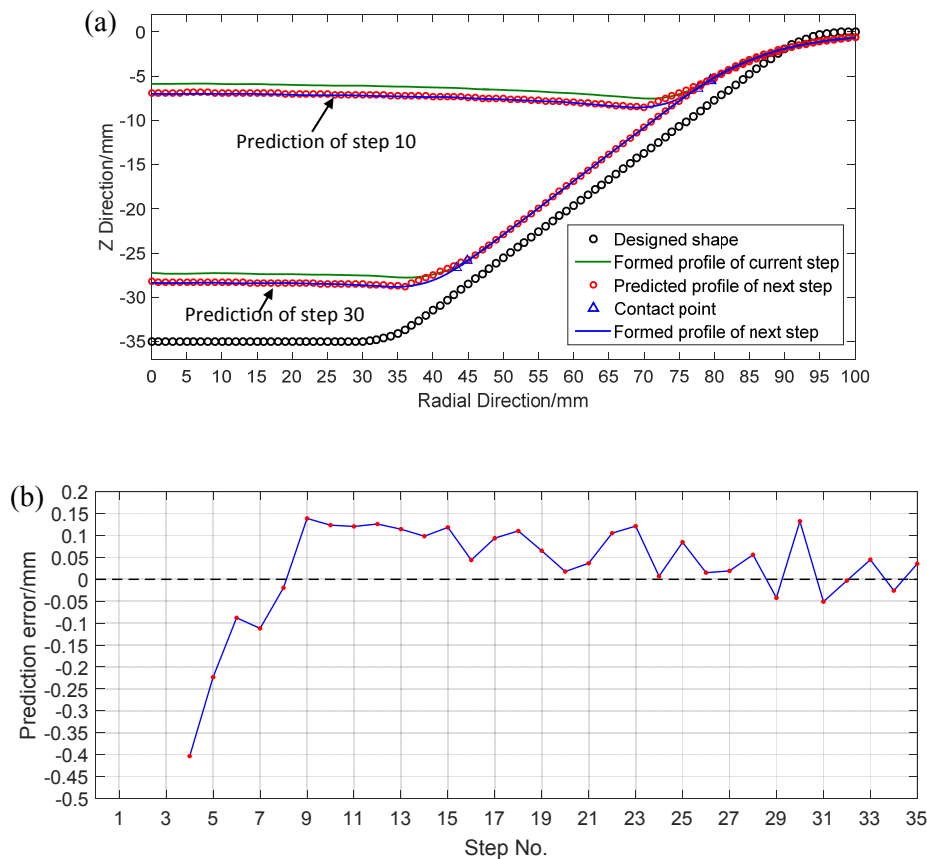 (a)
Z Direction/mm
0
-5
-10
-15
-20
-25
-30
-35
Prediction of step 10
Prediction of step 30
Designed shape
Formed profile of current step
Predicted profile of next step
Contact point
Formed profile of next step
0 5 10 15 20 25 30 35 40 45 50 55 60 65 70 75 80 85 90 95 100
Radial Direction/mm
(b)
Prediction error/mm
0.2
0.15
0.1
0.05
0
-0.05
-0.1
-0.15
-0.2
-0.25
-0.3
-0.35
-0.4
-0.45
-0.5
1 3 5 7 9 11 13 15 17 19 21 23 25 27 29 31 33 35
Step No.